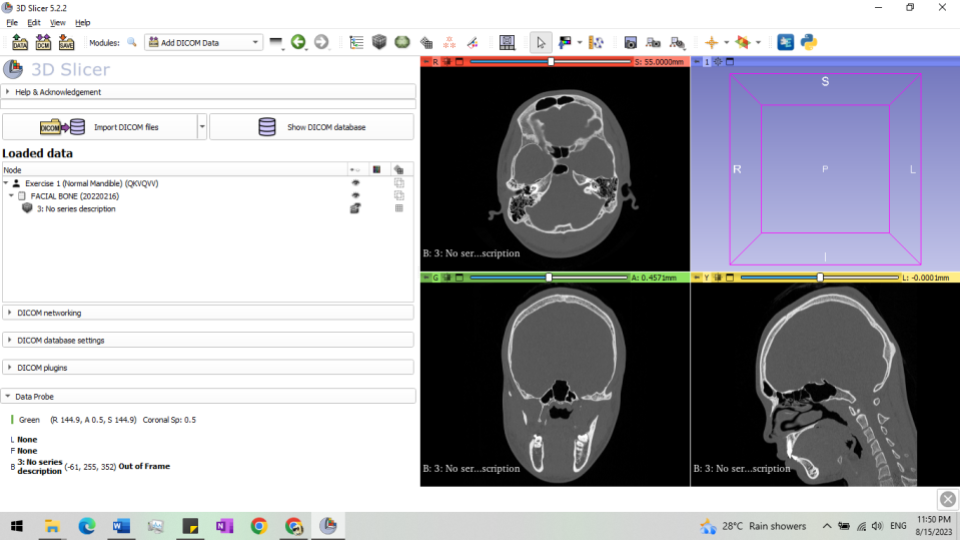 3D Slicer 5.2.2
File Edit View Help
DATA DCM SAVE Modules: Add DICOM Data
3D Slicer
Help & Acknowledgement
DICOM Import DICOM files Show DICOM database
Loaded data
Node
Exercise 1 (Normal Mandible) (QKVQVV)
FACIAL BONE (20220216)
3: No series description
DICOM networking
DICOM database settings
DICOM plugins
Data Probe
Green (R 144.9, A 0.5, S 144.9) Coronal Sp: 0.5
L None
F None
B 3: No series description (-61, 255, 352) Out of Frame
R S: 55.0000mm
B: 3: No ser...scription
1
S
R P L
I
G A: 0.4571mm
B: 3: No ser...scription
Y L: -0.0001mm
B: 3: No ser...scription
28°C Rain showers ENG
11:50 PM
8/15/2023